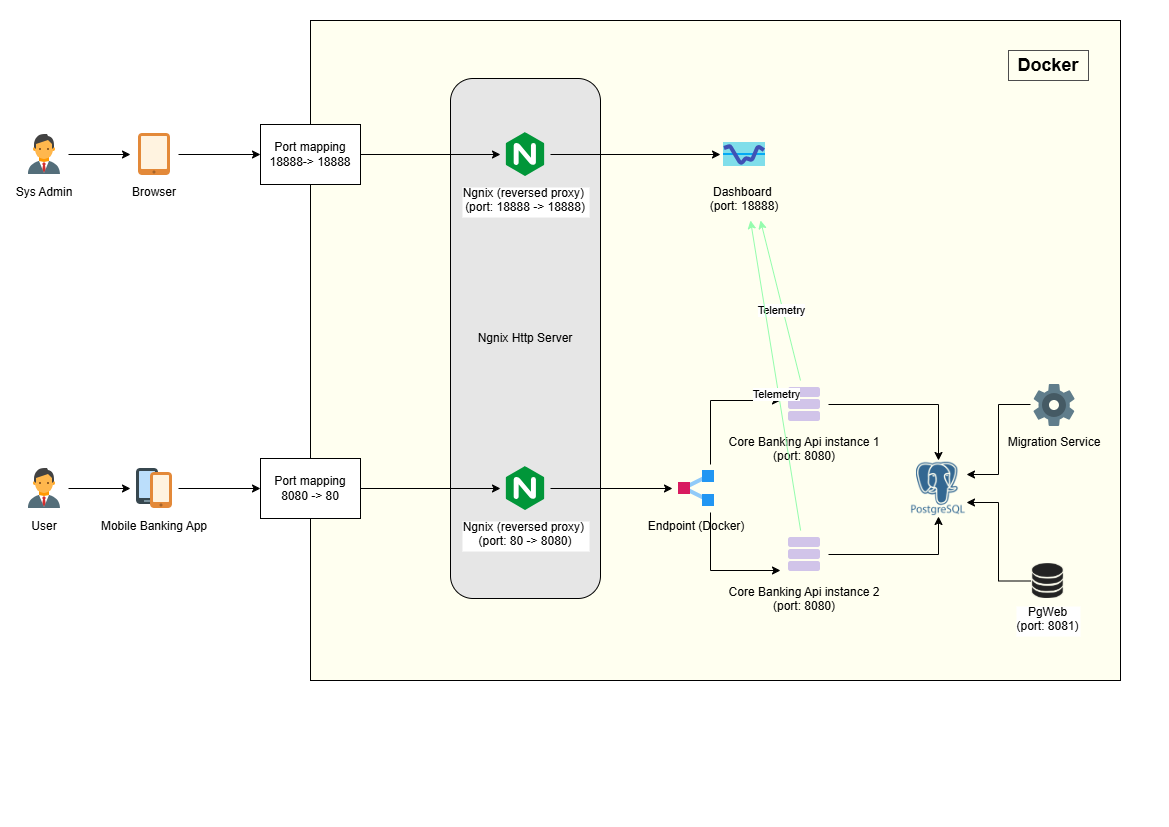 Docker
Port mapping
18888-> 18888
Sys Admin
Browser
Ngnix (reversed proxy)
(port: 18888 -> 18888)
Dashboard
(port: 18888)
Telemetry
Ngnix Http Server
Telemetry
Core Banking Api instance 1
(port: 8080)
Migration Service
Port mapping
8080 -> 80
User
Mobile Banking App
Ngnix (reversed proxy)
(port: 80 -> 8080)
Endpoint (Docker)
PostgreSQL
Core Banking Api instance 2
(port: 8080)
PgWeb
(port: 8081)